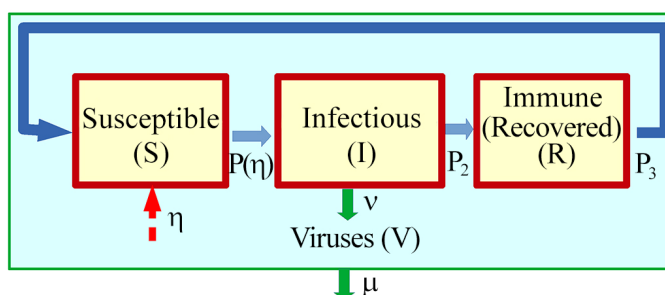 Susceptible
(S)
P(η)
Infectious
(I)
P₂
Immune
(Recovered)
(R)
P₃
η
ν
Viruses (V)
μ